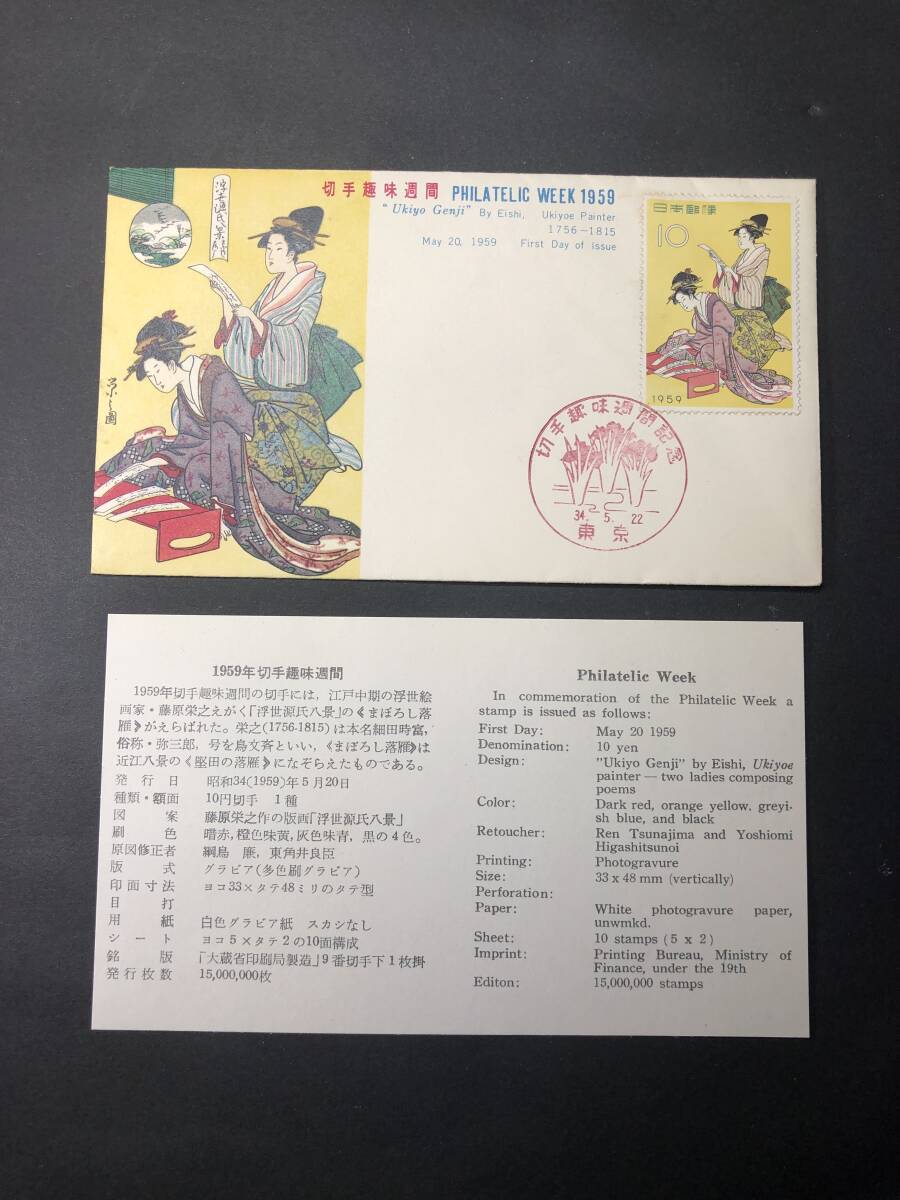 切手趣味週間 PHILATELIC WEEK 1959
"Ukiyo Genji" By Eishi, Ukiyoe Painter
1756-1815
May 20, 1959 First Day of issue
浮世源氏八景
栄之圖
日本郵便
10
1959
切手趣味週間記念
34. 5. 22
東京
1959年切手趣味週間
1959年切手趣味週間の切手には,江戸中期の浮世絵
画家・藤原栄之えがく「浮世源氏八景」の《まぼろし落
雁》がえらばれた。栄之(1756-1815)は本名細田時富,
俗称・弥三郎,号を鳥文斉といい,《まぼろし落雁》は
近江八景の《堅田の落雁》になぞらえたものである。
発行日 昭和34(1959)年5月20日
種類・額面 10円切手 1種
図案 藤原栄之作の版画「浮世源氏八景」
刷色 暗赤,橙色味黄,灰色味青,黒の4色。
原図修正者 綱島 廉,東角井良臣
版式 グラビア(多色刷グラビア)
印面寸法 ヨコ33×タテ48ミリのタテ型
目打
用紙 白色グラビア紙 スカシなし
シート ヨコ5×タテ2の10面構成
銘版 「大蔵省印刷局製造」9番切手下1枚掛
発行枚数 15,000,000枚
Philatelic Week
In commemoration of the Philatelic Week a
stamp is issued as follows:
First Day: May 20 1959
Denomination: 10 yen
Design: "Ukiyo Genji" by Eishi, Ukiyoe
painter — two ladies composing
poems
Color: Dark red, orange yellow, greyi-
sh blue, and black
Retoucher: Ren Tsunajima and Yoshiomi
Higashitsunoi
Printing: Photogravure
Size: 33 x 48 mm (vertically)
Perforation:
Paper: White photogravure paper,
unwmkd.
Sheet: 10 stamps (5 x 2)
Imprint: Printing Bureau, Ministry of
Finance, under the 19th
Editon: 15,000,000 stamps